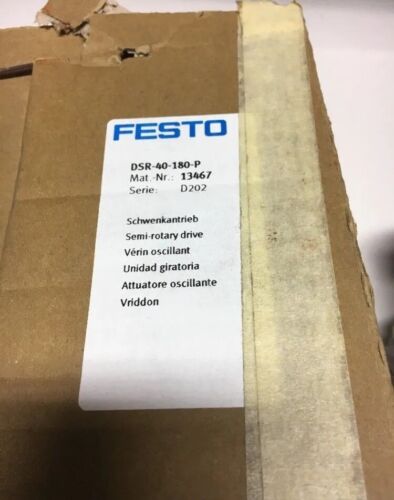 FESTO
DSR-40-180-P
Mat.-Nr.: 13467
Serie: D202
Schwenkantrieb
Semi-rotary drive
Vérin oscillant
Unidad giratoria
Attuatore oscillante
Vriddon